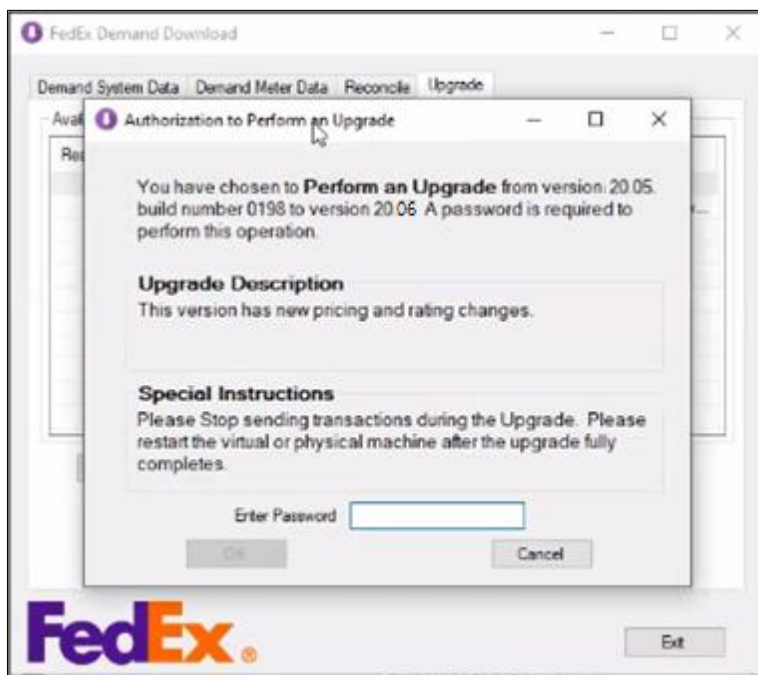 FedEx Demand Download
Demand System Data Demand Meter Data Reconcile Upgrade
Authorization to Perform an Upgrade
You have chosen to Perform an Upgrade from version: 20.05.
build number 0198 to version 20.06 A password is required to
perform this operation.
Upgrade Description
This version has new pricing and rating changes.
Special Instructions
Please Stop sending transactions during the Upgrade. Please
restart the virtual or physical machine after the upgrade fully
completes.
Enter Password
OK Cancel
FedEx®
Exit